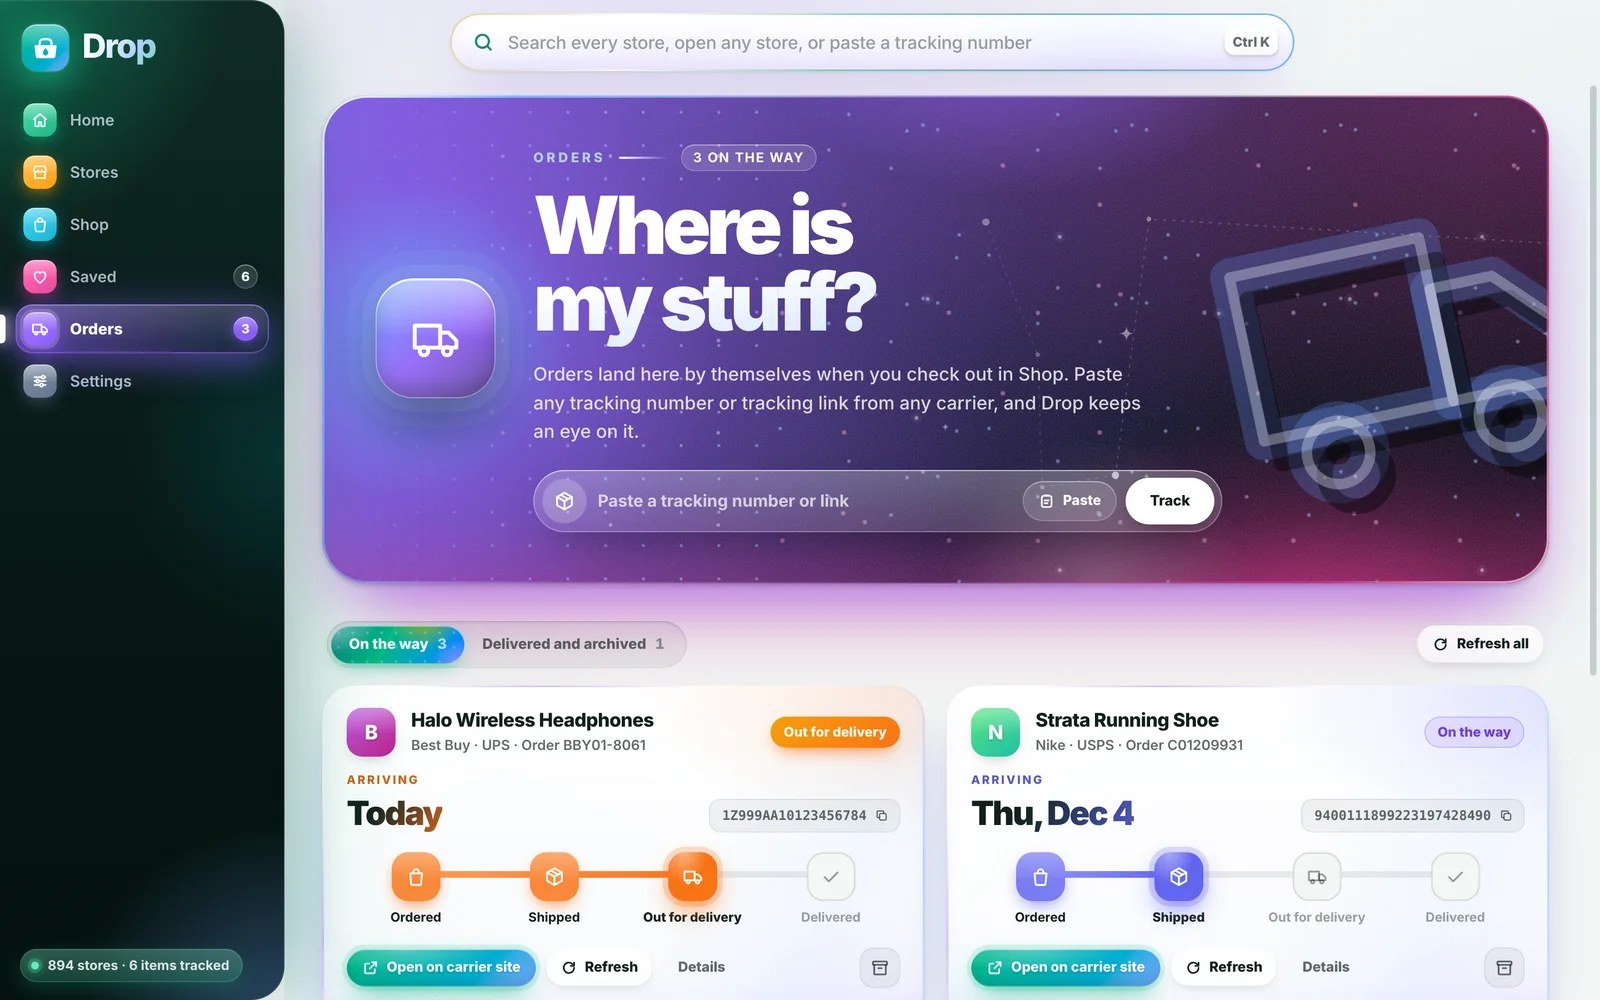 Drop
Search every store, open any store, or paste a tracking number
Ctrl K
Home
Stores
Shop
Saved 6
Orders 3
Settings
894 stores · 6 items tracked
ORDERS
3 ON THE WAY
Where is
my stuff?
Orders land here by themselves when you check out in Shop. Paste
any tracking number or tracking link from any carrier, and Drop keeps
an eye on it.
Paste a tracking number or link
Paste
Track
On the way 3
Delivered and archived 1
Refresh all
B
Halo Wireless Headphones
Best Buy · UPS · Order BBY01-8061
Out for delivery
ARRIVING
Today
1Z999AA10123456784
Ordered
Shipped
Out for delivery
Delivered
Open on carrier site
Refresh
Details
N
Strata Running Shoe
Nike · USPS · Order C01209931
On the way
ARRIVING
Thu, Dec 4
9400111899223197428490
Ordered
Shipped
Out for delivery
Delivered
Open on carrier site
Refresh
Details